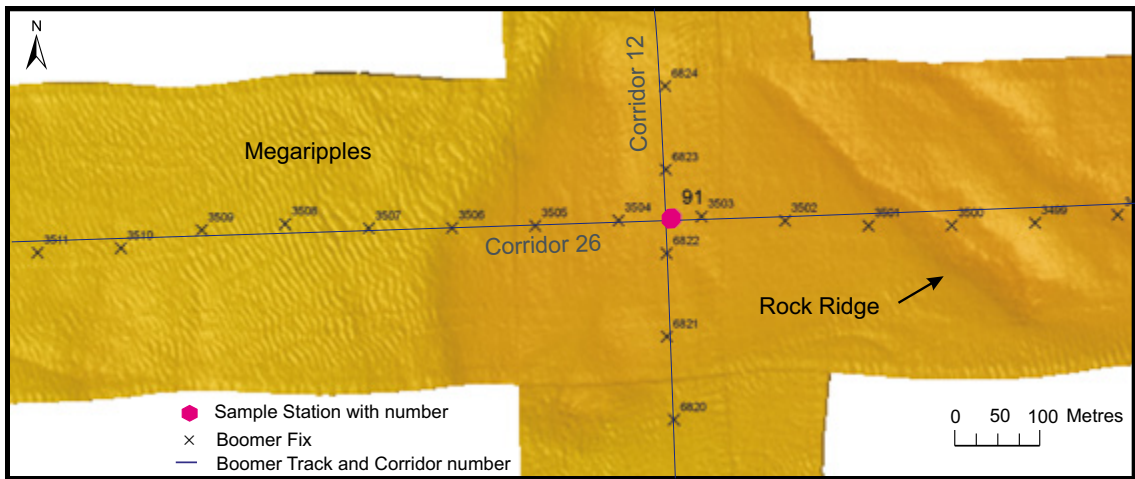 N
Corridor 12
6824
Megaripples
6823
91
3511
3510
3509
3508
3507
3506
3505
3504
3503
3502
3501
3500
3499
Corridor 26
6822
Rock Ridge
6821
6820
Sample Station with number
Boomer Fix
Boomer Track and Corridor number
0 50 100 Metres